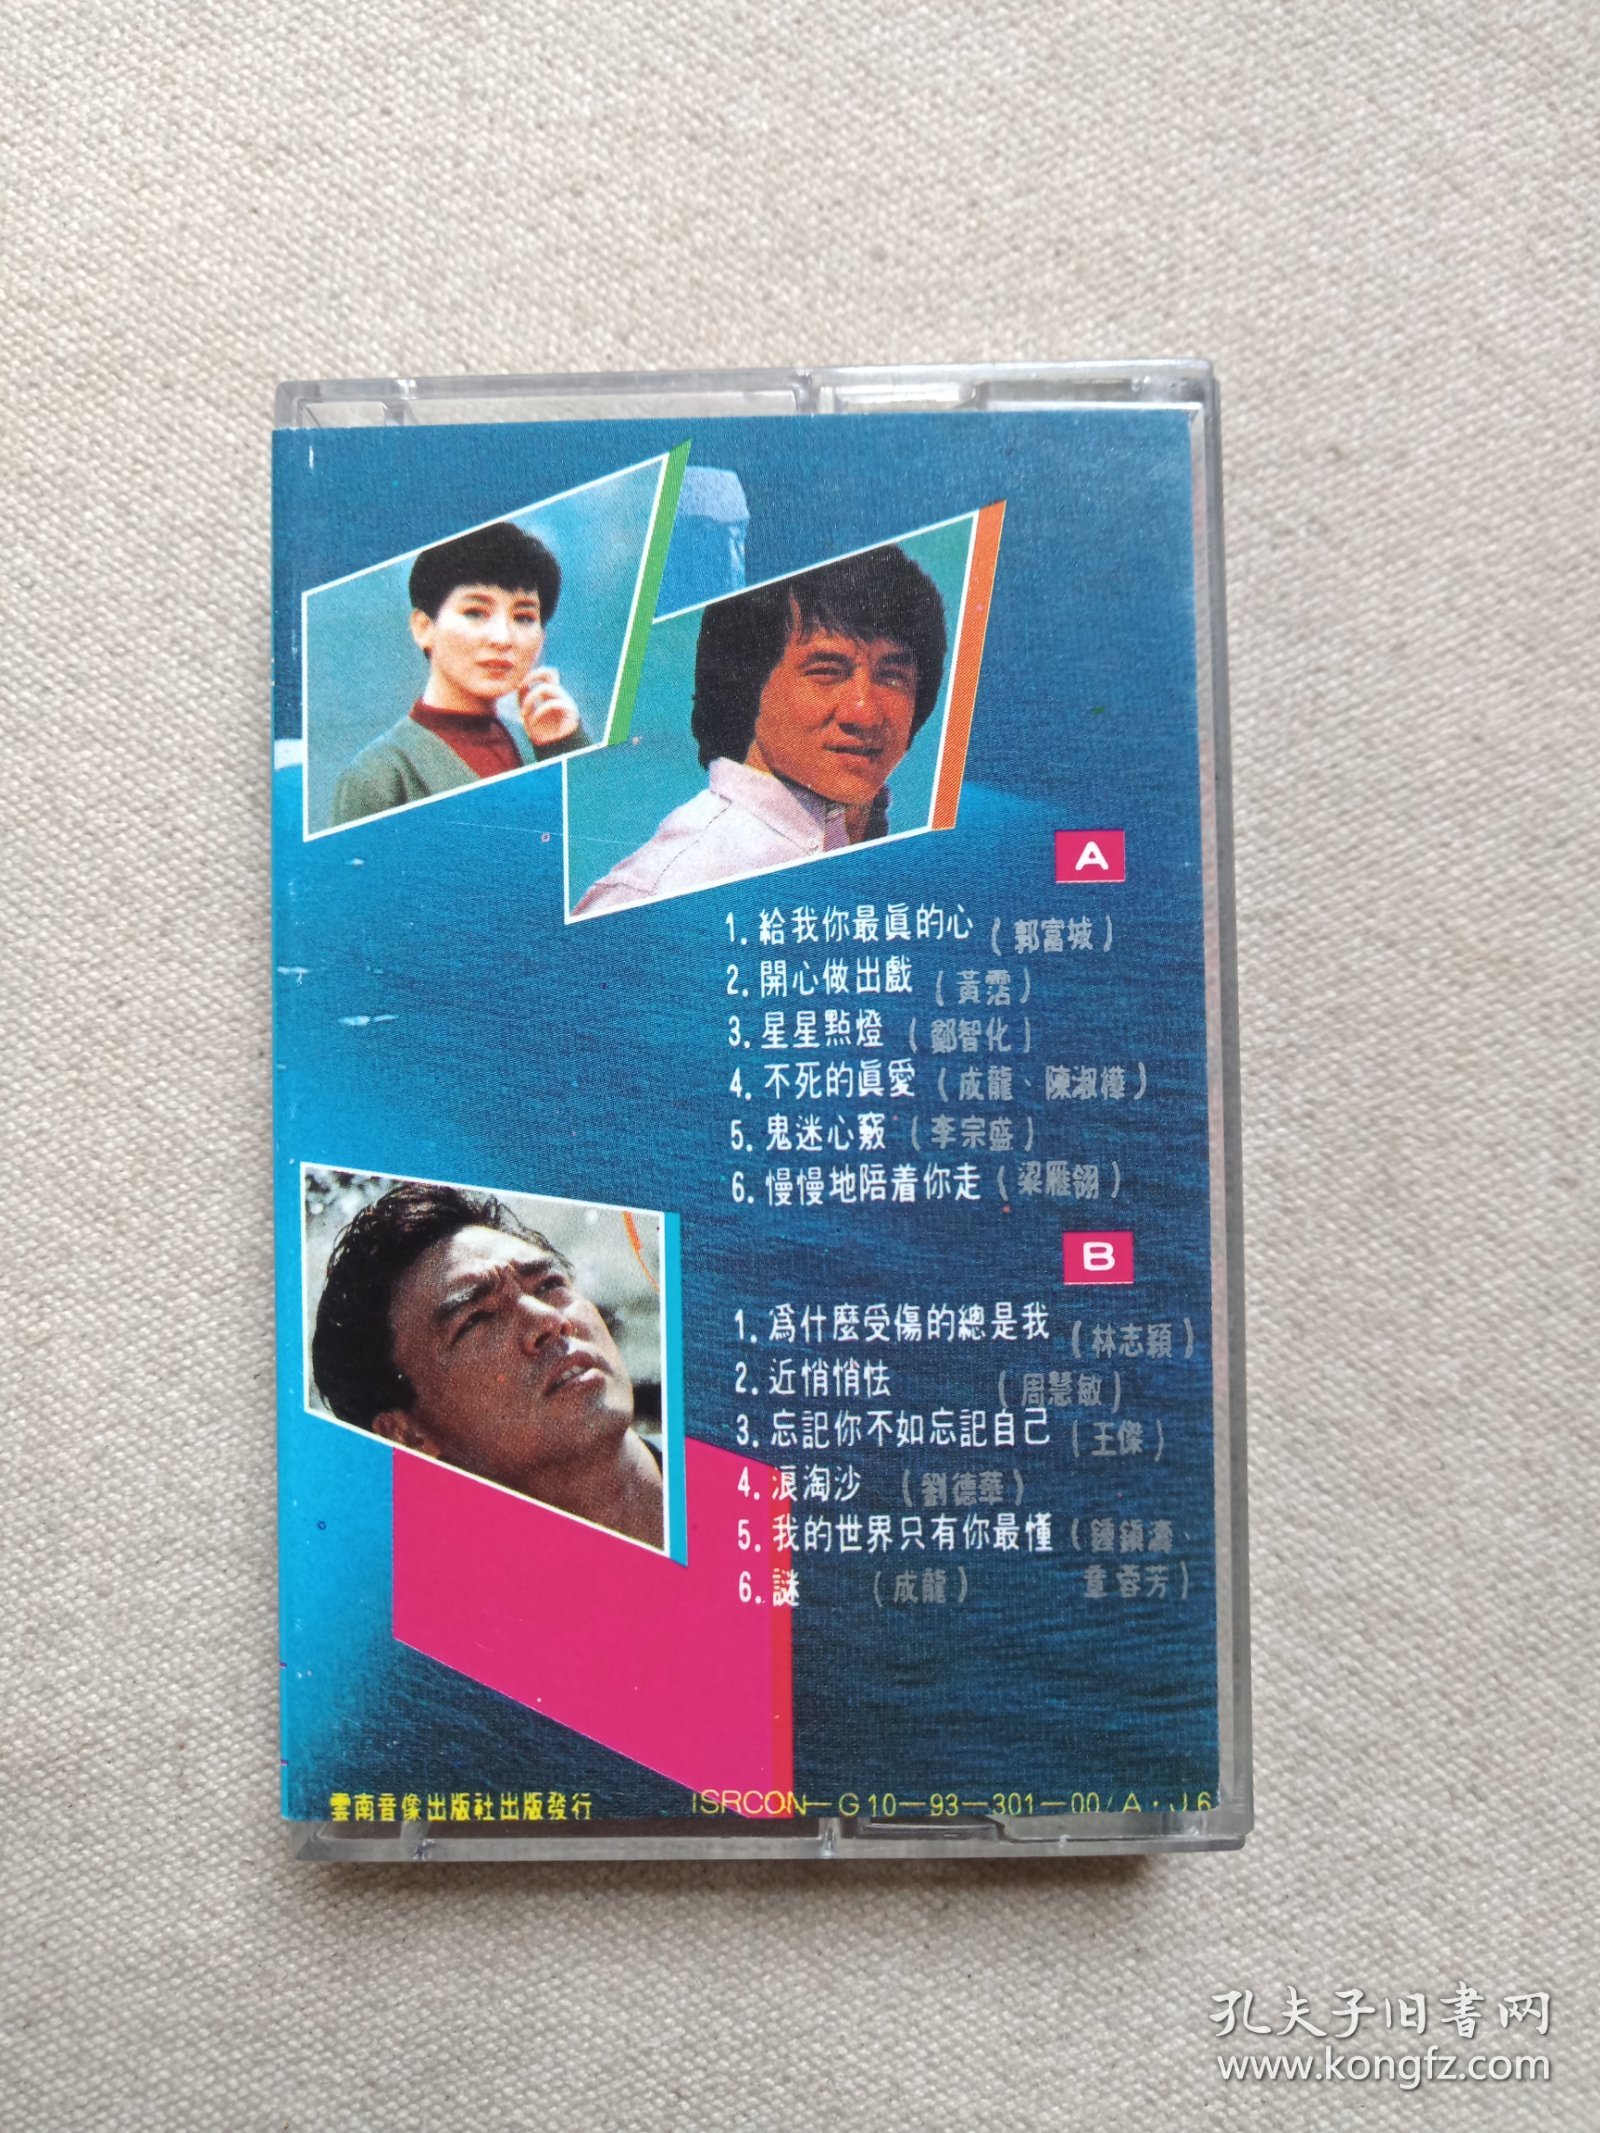 A
1. 給我你最眞的心 (郭富城)
2. 開心做出戲 (黃霑)
3. 星星點燈 (鄭智化)
4. 不死的眞愛 (成龍、陳淑樺)
5. 鬼迷心竅 (李宗盛)
6. 慢慢地陪着你走 (梁雁翎)
B
1. 爲什麼受傷的總是我 (林志穎)
2. 近悄悄怯 (周慧敏)
3. 忘記你不如忘記自己 (王傑)
4. 浪淘沙 (劉德華)
5. 我的世界只有你最懂 (鍾鎮濤、
章蓉芳)
6. 謎 (成龍)
雲南音像出版社出版發行 ISRCON—G10—93—301—00/A·J6
孔夫子旧書网
www.kongfz.com